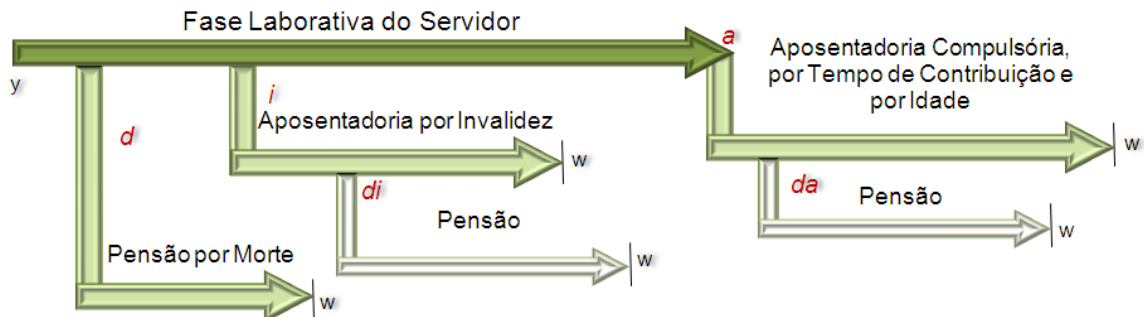 Fase Laborativa do Servidor
y
a
Aposentadoria Compulsória,
por Tempo de Contribuição e
por Idade
w
d
i
Aposentadoria por Invalidez
w
di
Pensão
w
da
Pensão
w
Pensão por Morte
w